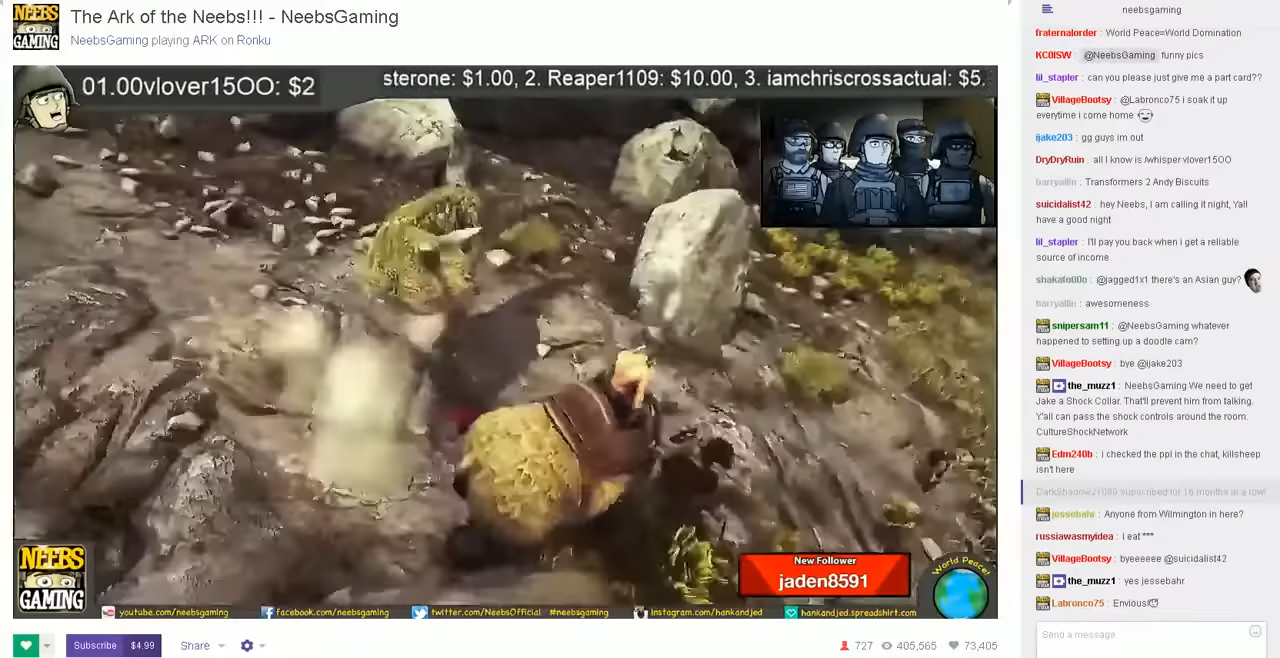 NEEBS
GAMING
The Ark of the Neebs!!! - NeebsGaming
NeebsGaming playing ARK on Ronku
01.00vlover15OO: $2
sterone: $1.00, 2. Reaper1109: $10.00, 3. iamchriscrossactual: $5.
NEEBS
GAMING
New Follower
jaden8591
World Peace!
youtube.com/neebsgaming
facebook.com/neebsgaming
twitter.com/NeebsOfficial #neebsgaming
Instagram.com/hankandjed
hankandjed.spreadshirt.com
Subscribe $4.99
Share
727
405,565
73,405
neebsgaming
fraternalorder : World Peace=World Domination
KC0ISW : @NeebsGaming funny pics
lil_stapler : can you please just give me a part card??
VillageBootsy : @Labronco75 i soak it up
everytime i come home
ijake203 : gg guys im out
DryDryRuin : all I know is /whisper vlover15OO
harryallin : Transformers 2 Andy Biscuits
suicidalist42 : hey Neebs, I am calling it night, Yall
have a good night
lil_stapler : I'll pay you back when i get a reliable
source of income
shakafo00n : @jagged1x1 there's an Asian guy?
harryallin : awesomeness
snipersam11 : @NeebsGaming whatever
happened to setting up a doodle cam?
VillageBootsy : bye @ijake203
the_muzz1 : NeebsGaming We need to get
Jake a Shock Collar. That'll prevent him from talking.
Y'all can pass the shock controls around the room.
CultureShockNetwork
Edm240b : i checked the ppl in the chat, killsheep
isn't here
subscribed for 16 months in a row!
jessebahr : Anyone from Wilmington in here?
russiawasmyidea : I eat ***
VillageBootsy : byeeeeee @suicidalist42
the_muzz1 : yes jessebahr
Labronco75 : Envious!
Send a message